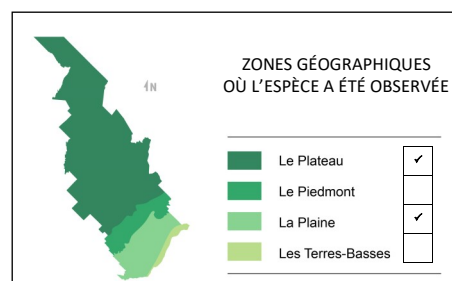 ZONES GÉOGRAPHIQUES
OÙ L’ESPÈCE A ÉTÉ OBSERVÉE
N
Le Plateau ✓
Le Piedmont
La Plaine ✓
Les Terres-Basses